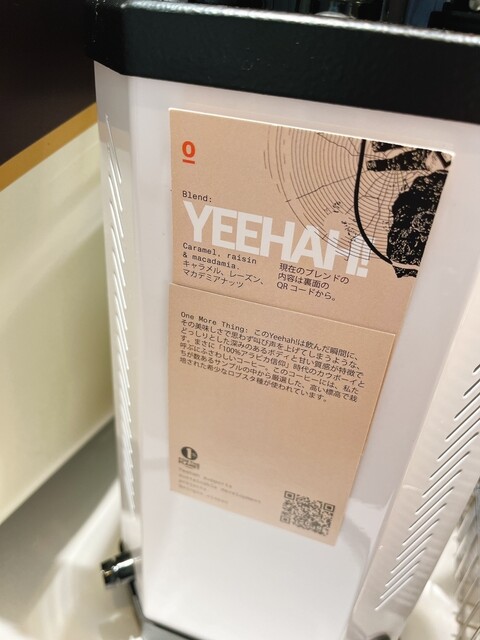 O
Blend:
YEEHAH!
Caramel, raisin
& macadamia.
キャラメル、レーズン、
マカデミアナッツ
現在のブレンドの
内容は裏面の
QRコードから。
One More Thing: このYeehah!は飲んだ瞬間に、
その美味しさで思わず叫び声を上げてしまうような、
どっしりとした深みのあるボディと甘い質感が特徴で
す。まさに「100%アラビカ信仰」時代のカウボーイと
呼ぶにふさわしいコーヒー。このコーヒーには、私た
ちが数あるサンプルの中から厳選した、高い標高で栽
培された希少なロブスタ種が使われています。